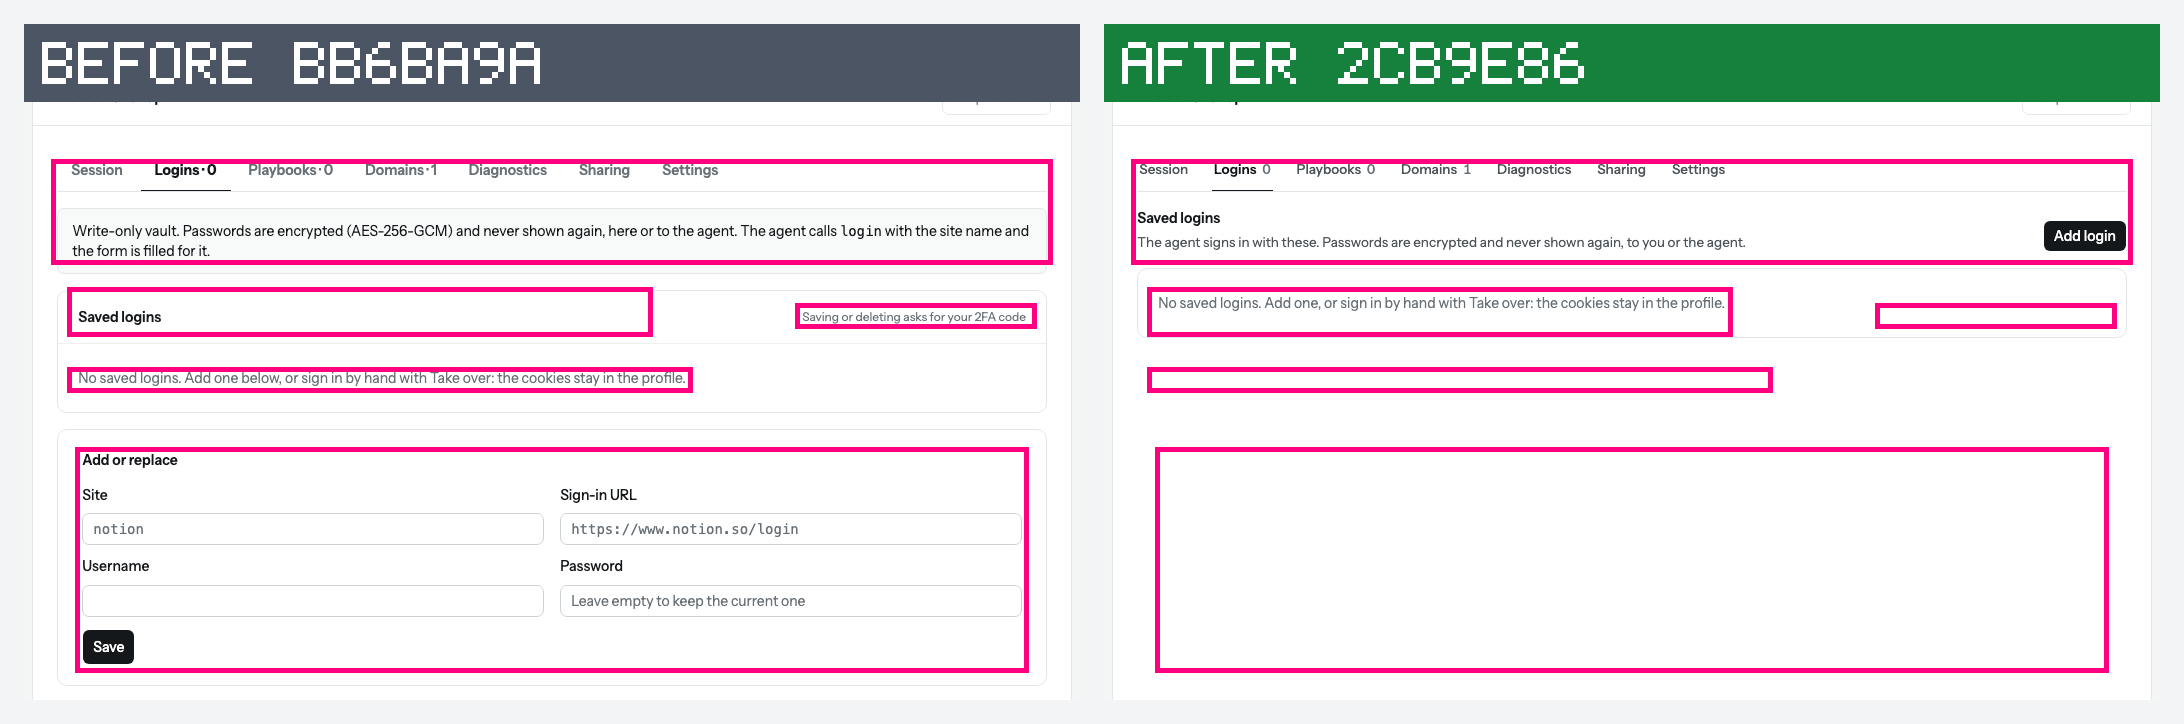 BEFORE BB6BA9A
Session Logins·0 Playbooks·0 Domains·1 Diagnostics Sharing Settings
Write-only vault. Passwords are encrypted (AES-256-GCM) and never shown again, here or to the agent. The agent calls login with the site name and
the form is filled for it.
Saved logins
Saving or deleting asks for your 2FA code
No saved logins. Add one below, or sign in by hand with Take over: the cookies stay in the profile.
Add or replace
Site Sign-in URL
notion https://www.notion.so/login
Username Password
Leave empty to keep the current one
Save
AFTER 2CB9E86
Session Logins 0 Playbooks 0 Domains 1 Diagnostics Sharing Settings
Saved logins
The agent signs in with these. Passwords are encrypted and never shown again, to you or the agent.
Add login
No saved logins. Add one, or sign in by hand with Take over: the cookies stay in the profile.